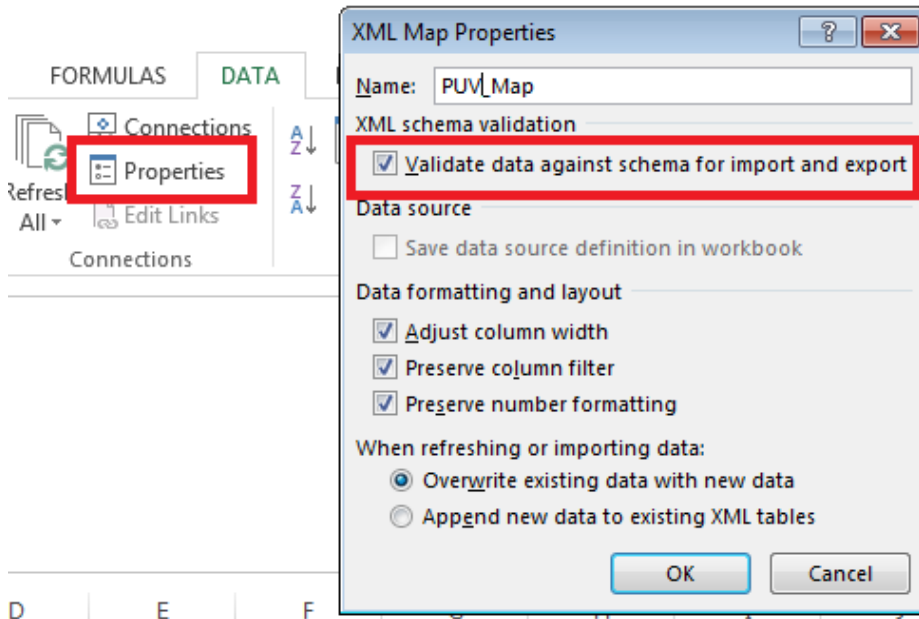 FORMULAS DATA
Connections
Properties
Refresh
All
Edit Links
Connections
A
Z
Z
A
D E F
XML Map Properties
?
Name: PUV_Map
XML schema validation
Validate data against schema for import and export
Data source
Save data source definition in workbook
Data formatting and layout
Adjust column width
Preserve column filter
Preserve number formatting
When refreshing or importing data:
Overwrite existing data with new data
Append new data to existing XML tables
OK Cancel